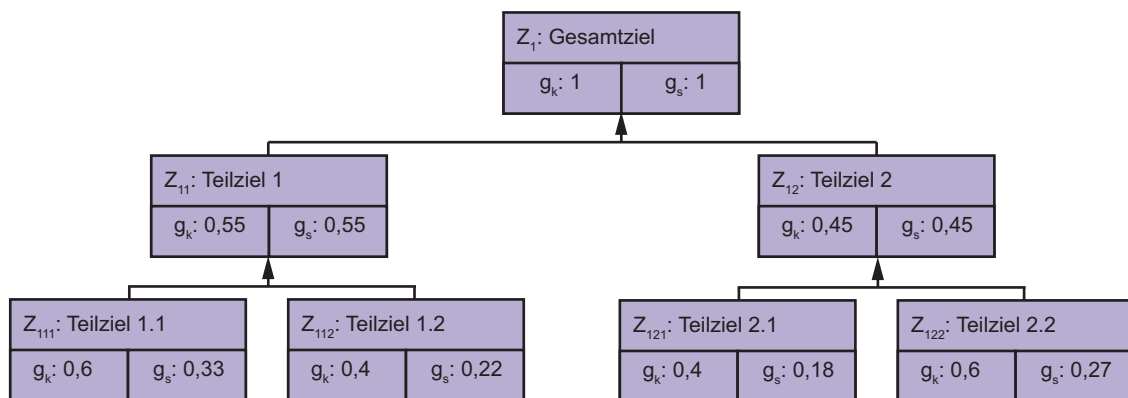 Z₁: Gesamtziel
gₖ: 1 gₛ: 1
Z₁₁: Teilziel 1 Z₁₂: Teilziel 2
gₖ: 0,55 gₛ: 0,55 gₖ: 0,45 gₛ: 0,45
Z₁₁₁: Teilziel 1.1 Z₁₁₂: Teilziel 1.2 Z₁₂₁: Teilziel 2.1 Z₁₂₂: Teilziel 2.2
gₖ: 0,6 gₛ: 0,33 gₖ: 0,4 gₛ: 0,22 gₖ: 0,4 gₛ: 0,18 gₖ: 0,6 gₛ: 0,27